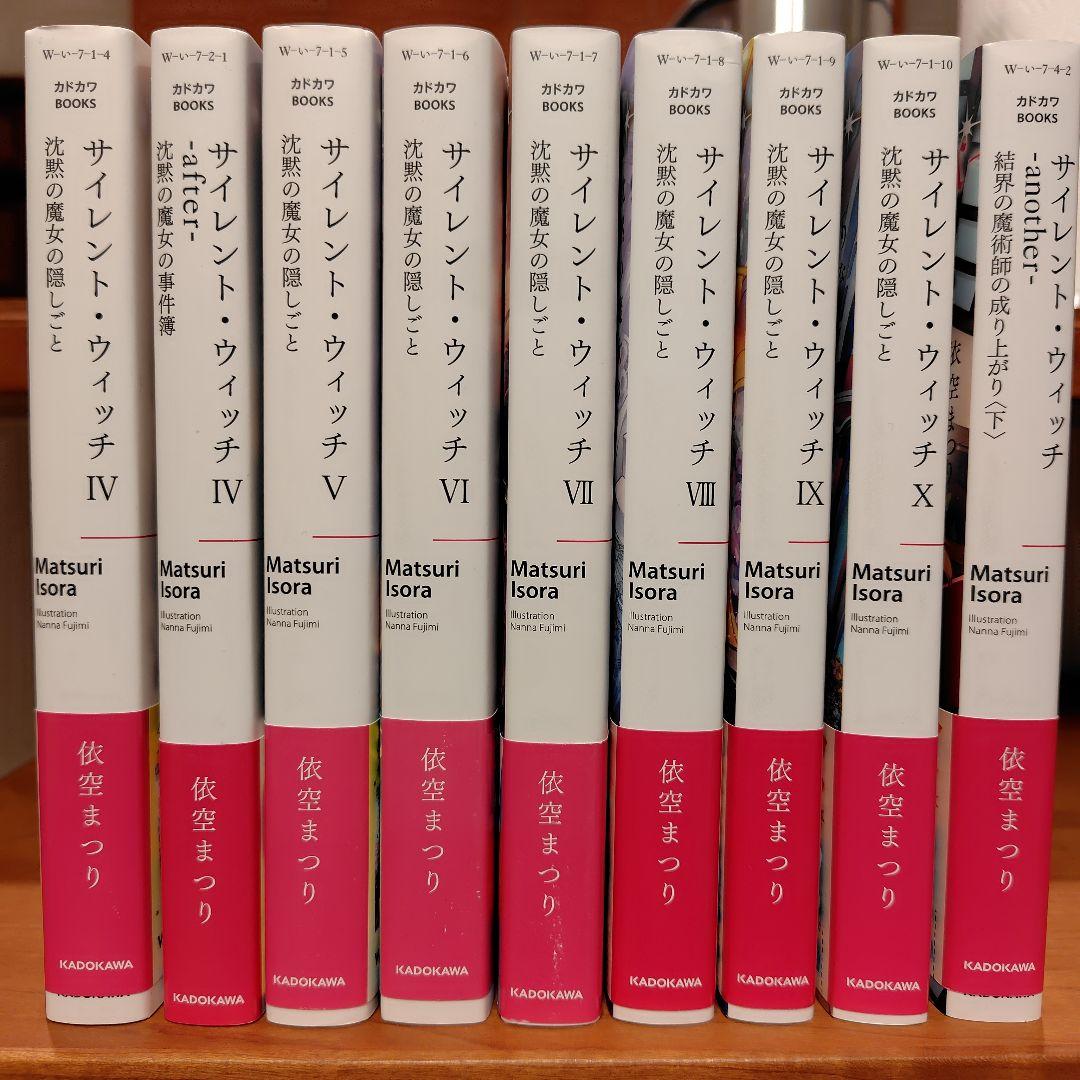 W-い-7-1-4
カドカワ
BOOKS
サイレント・ウィッチ IV
沈黙の魔女の隠しごと
Matsuri
Isora
Illustration
Nanna Fujimi
依空まつり
KADOKAWA
W-い-7-2-1
カドカワ
BOOKS
サイレント・ウィッチ IV
-after-
沈黙の魔女の事件簿
Matsuri
Isora
Illustration
Nanna Fujimi
依空まつり
KADOKAWA
W-い-7-1-5
カドカワ
BOOKS
サイレント・ウィッチ V
沈黙の魔女の隠しごと
Matsuri
Isora
Illustration
Nanna Fujimi
依空まつり
KADOKAWA
W-い-7-1-6
カドカワ
BOOKS
サイレント・ウィッチ VI
沈黙の魔女の隠しごと
Matsuri
Isora
Illustration
Nanna Fujimi
依空まつり
KADOKAWA
W-い-7-1-7
カドカワ
BOOKS
サイレント・ウィッチ VII
沈黙の魔女の隠しごと
Matsuri
Isora
Illustration
Nanna Fujimi
依空まつり
KADOKAWA
W-い-7-1-8
カドカワ
BOOKS
サイレント・ウィッチ VIII
沈黙の魔女の隠しごと
Matsuri
Isora
Illustration
Nanna Fujimi
依空まつり
KADOKAWA
W-い-7-1-9
カドカワ
BOOKS
サイレント・ウィッチ IX
沈黙の魔女の隠しごと
Matsuri
Isora
Illustration
Nanna Fujimi
依空まつり
KADOKAWA
W-い-7-1-10
カドカワ
BOOKS
サイレント・ウィッチ X
沈黙の魔女の隠しごと
Matsuri
Isora
Illustration
Nanna Fujimi
依空まつり
KADOKAWA
依空まつり
W-い-7-4-2
カドカワ
BOOKS
サイレント・ウィッチ
-another-
結界の魔術師の成り上がり〈下〉
Matsuri
Isora
Illustration
Nanna Fujimi
依空まつり
KADOKAWA